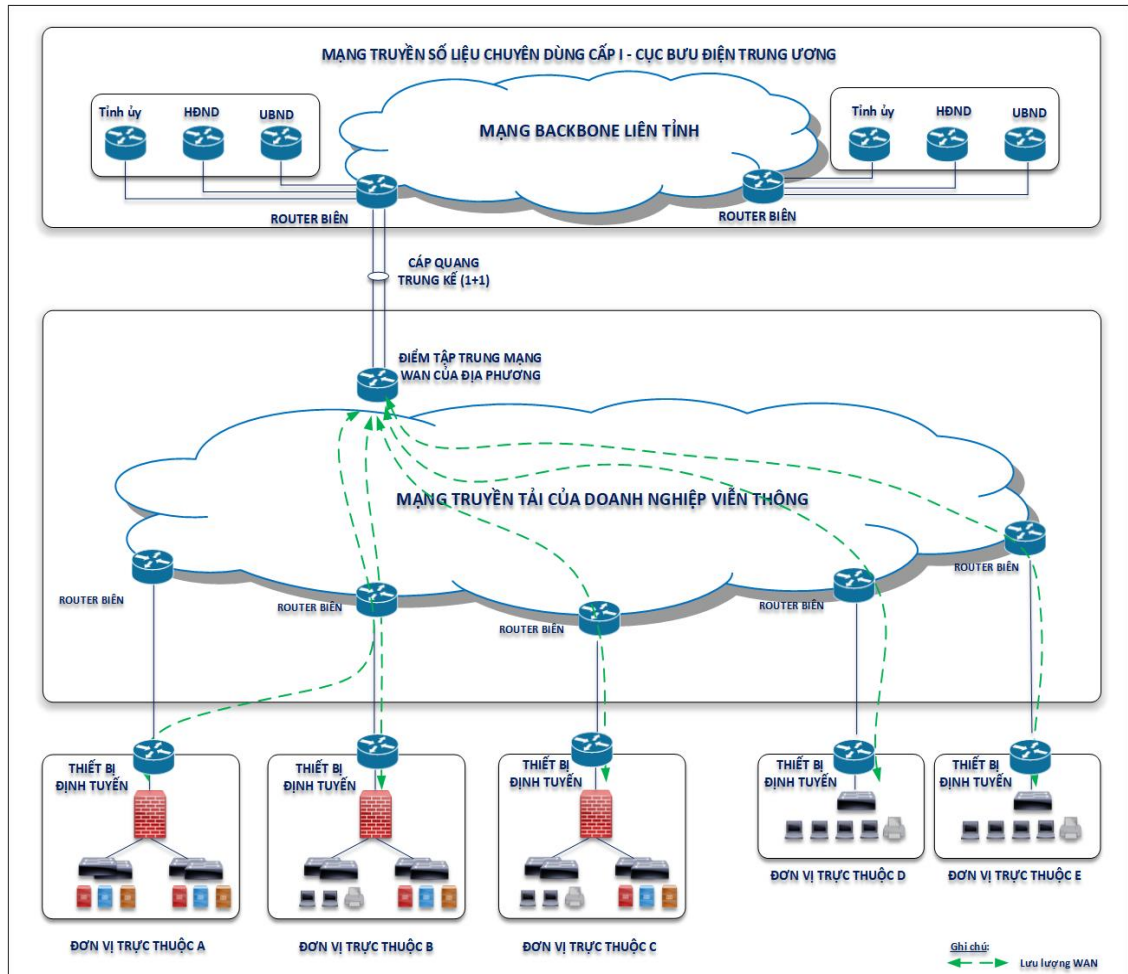 MẠNG TRUYỀN SỐ LIỆU CHUYÊN DÙNG CẤP I - CỤC BƯU ĐIỆN TRUNG ƯƠNG
Tỉnh ủy
HĐND
UBND
MẠNG BACKBONE LIÊN TỈNH
Tỉnh ủy
HĐND
UBND
ROUTER BIÊN
ROUTER BIÊN
CÁP QUANG
TRUNG KẾ (1+1)
ĐIỂM TẬP TRUNG MẠNG
WAN CỦA ĐỊA PHƯƠNG
MẠNG TRUYỀN TẢI CỦA DOANH NGHIỆP VIỄN THÔNG
ROUTER BIÊN
ROUTER BIÊN
ROUTER BIÊN
ROUTER BIÊN
ROUTER BIÊN
THIẾT BỊ
ĐỊNH TUYẾN
THIẾT BỊ
ĐỊNH TUYẾN
THIẾT BỊ
ĐỊNH TUYẾN
THIẾT BỊ
ĐỊNH TUYẾN
THIẾT BỊ
ĐỊNH TUYẾN
ĐƠN VỊ TRỰC THUỘC A
ĐƠN VỊ TRỰC THUỘC B
ĐƠN VỊ TRỰC THUỘC C
ĐƠN VỊ TRỰC THUỘC D
ĐƠN VỊ TRỰC THUỘC E
Ghi chú:
Lưu lượng WAN